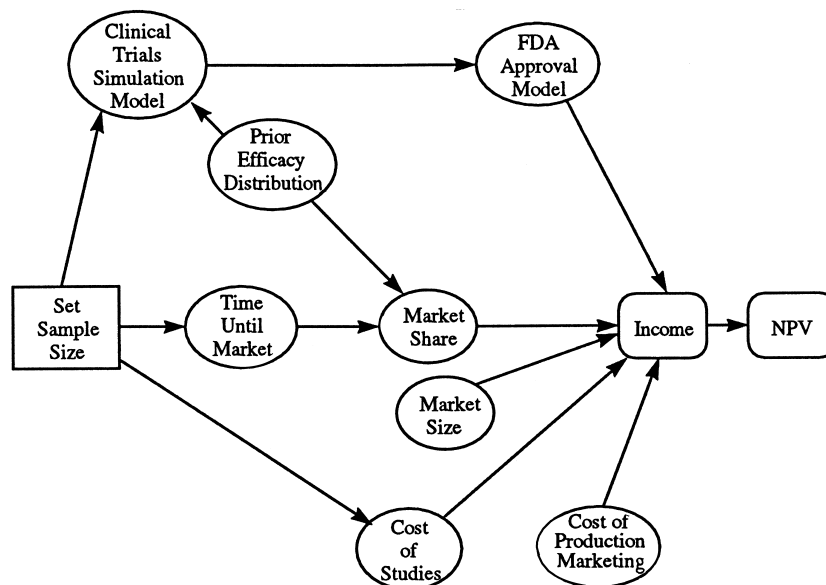 Clinical
Trials
Simulation
Model
FDA
Approval
Model
Prior
Efficacy
Distribution
Set
Sample
Size
Time
Until
Market
Market
Share
Income
NPV
Market
Size
Cost
of
Studies
Cost of
Production
Marketing